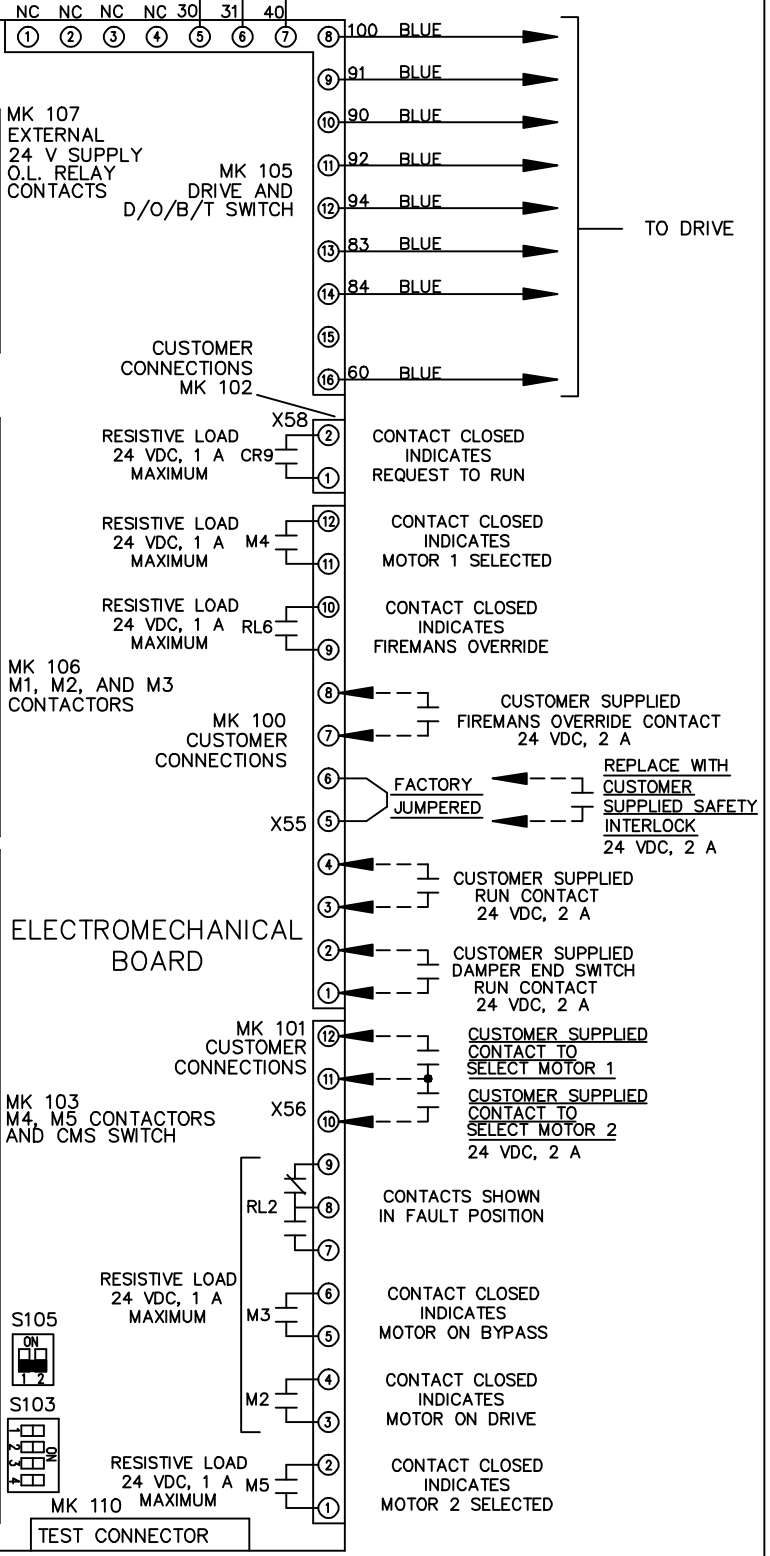 NC NC NC NC 30 31 40
1 2 3 4 5 6 7 8 100 BLUE
9 91 BLUE
10 90 BLUE
11 92 BLUE
12 94 BLUE
13 83 BLUE
14 84 BLUE
15
16 60 BLUE
TO DRIVE
MK 107
EXTERNAL
24 V SUPPLY
O.L. RELAY
CONTACTS
MK 105
DRIVE AND
D/O/B/T SWITCH
CUSTOMER
CONNECTIONS
MK 102
X58
RESISTIVE LOAD
24 VDC, 1 A
MAXIMUM
CR9
2
1
CONTACT CLOSED
INDICATES
REQUEST TO RUN
RESISTIVE LOAD
24 VDC, 1 A
MAXIMUM
M4
12
11
CONTACT CLOSED
INDICATES
MOTOR 1 SELECTED
RESISTIVE LOAD
24 VDC, 1 A
MAXIMUM
RL6
10
9
CONTACT CLOSED
INDICATES
FIREMANS OVERRIDE
MK 106
M1, M2, AND M3
CONTACTORS
MK 100
CUSTOMER
CONNECTIONS
8
7
CUSTOMER SUPPLIED
FIREMANS OVERRIDE CONTACT
24 VDC, 2 A
X55
6
5
FACTORY
JUMPERED
REPLACE WITH
CUSTOMER
SUPPLIED SAFETY
INTERLOCK
24 VDC, 2 A
4
3
CUSTOMER SUPPLIED
RUN CONTACT
24 VDC, 2 A
ELECTROMECHANICAL
BOARD
2
1
CUSTOMER SUPPLIED
DAMPER END SWITCH
RUN CONTACT
24 VDC, 2 A
MK 101
CUSTOMER
CONNECTIONS
X56
12
11
10
CUSTOMER SUPPLIED
CONTACT TO
SELECT MOTOR 1
CUSTOMER SUPPLIED
CONTACT TO
SELECT MOTOR 2
24 VDC, 2 A
MK 103
M4, M5 CONTACTORS
AND CMS SWITCH
RL2
9
8
7
CONTACTS SHOWN
IN FAULT POSITION
RESISTIVE LOAD
24 VDC, 1 A
MAXIMUM
M3
6
5
CONTACT CLOSED
INDICATES
MOTOR ON BYPASS
M2
4
3
CONTACT CLOSED
INDICATES
MOTOR ON DRIVE
S105
ON
1 2
S103
1
2
3
4
ON
RESISTIVE LOAD
24 VDC, 1 A
MAXIMUM
M5
2
1
CONTACT CLOSED
INDICATES
MOTOR 2 SELECTED
MK 110
TEST CONNECTOR